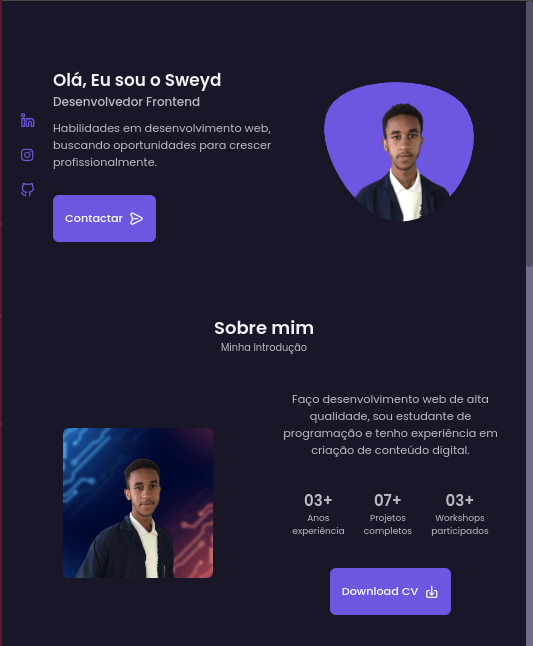 Olá, Eu sou o Sweyd
Desenvolvedor Frontend
Habilidades em desenvolvimento web,
buscando oportunidades para crescer
profissionalmente.
Contactar
Sobre mim
Minha Introdução
Faço desenvolvimento web de alta
qualidade, sou estudante de
programação e tenho experiência em
criação de conteúdo digital.
03+ 07+ 03+
Anos Projetos Workshops
experiência completos participados
Download CV